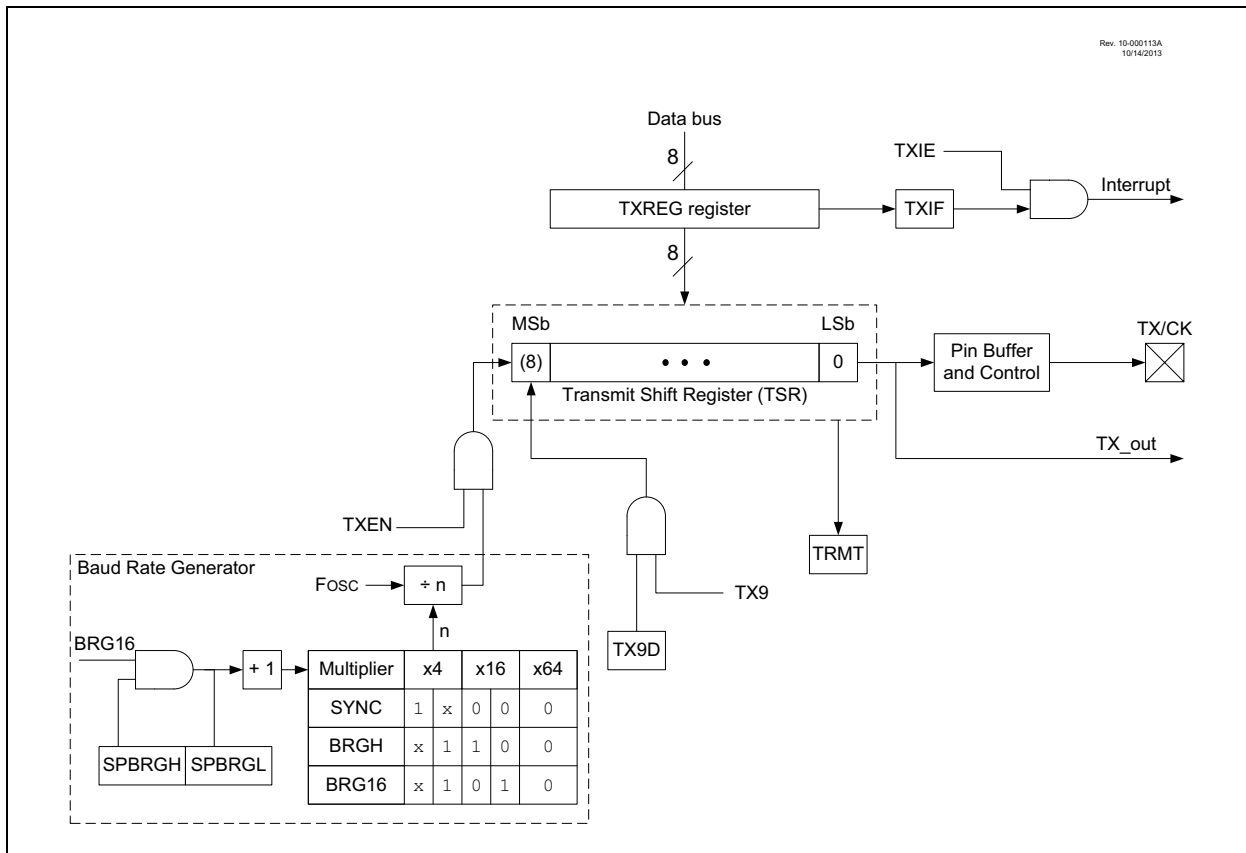 Rev. 10-000113A
10/14/2013
Data bus
8
TXIE
Interrupt
TXREG register
TXIF
8
MSb
LSb
TX/CK
(8)
• • •
0
Pin Buffer
and Control
Transmit Shift Register (TSR)
TX_out
TXEN
TRMT
Baud Rate Generator
FOSC
÷ n
TX9
n
TX9D
BRG16
+ 1
Multiplier x4 x16 x64
SYNC 1 x 0 0 0
BRGH x 1 1 0 0
BRG16 x 1 0 1 0
SPBRGH SPBRGL